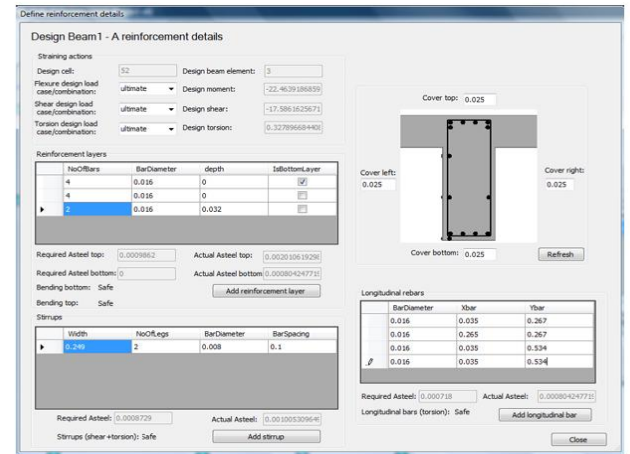 Define reinforcement details
Design Beam1 - A reinforcement details
Straining actions
Design cell: 52 Design beam element: 3
Flexure design load case/combination: ultimate Design moment: -22.4639186859
Shear design load case/combination: ultimate Design shear: -17.5861625671
Torsion design load case/combination: ultimate Design torsion: 0.327896684408
Reinforcement layers
NoOfBars BarDiameter depth IsBottomLayer
4 0.016 0
4 0.016 0
2 0.016 0.032
Required Asteel top: 0.0009862 Actual Asteel top: 0.00201061929
Required Asteel bottom: 0 Actual Asteel bottom 0.00080424771
Bending bottom: Safe Add reinforcement layer
Bending top: Safe
Stirrups
Width NoOfLegs BarDiameter BarSpacing
0.249 2 0.008 0.1
Required Asteel: 0.0008729 Actual Asteel: 0.00100530964
Stirrups (shear+torsion): Safe Add stirrup
Cover top: 0.025
Cover left: Cover right:
0.025 0.025
Cover bottom: 0.025 Refresh
Longitudinal rebars
BarDiameter Xbar Ybar
0.016 0.035 0.267
0.016 0.265 0.267
0.016 0.035 0.534
0.016 0.035 0.534
Required Asteel: 0.000718 Actual Asteel: 0.00080424771
Longitudinal bars (torsion): Safe Add longitudinal bar
Close